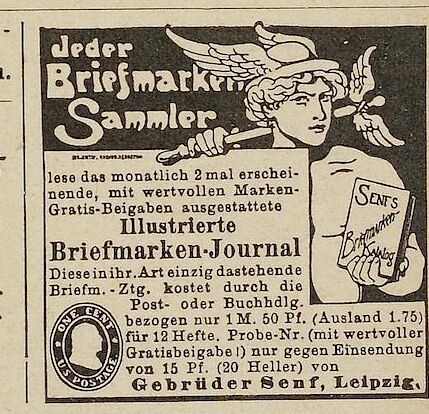 Jeder
Briefmarken
Sammler
lese das monatlich 2 mal erschei-
nende, mit wertvollen Marken-
Gratis-Beigaben ausgestattete
Illustrierte
Briefmarken-Journal
Diese in ihr. Art einzig dastehende
Briefm.-Ztg. kostet durch die
Post- oder Buchhdlg.
bezogen nur 1 M. 50 Pf. (Ausland 1.75)
für 12 Hefte. Probe-Nr. (mit wertvoller
Gratisbeigabe!) nur gegen Einsendung
von 15 Pf. (20 Heller) von
Gebrüder Senf, Leipzig.
SENF'S
Briefmarken-
Katalog
ONE CENT
U S POSTAGE